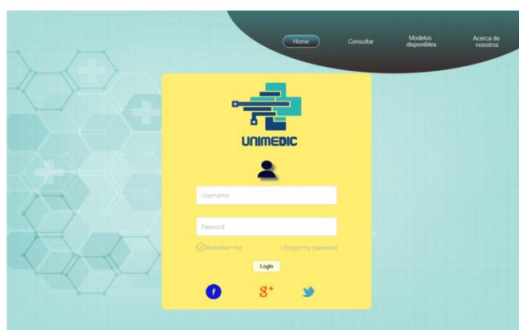 Home
Consultar
Modelos
disponibles
Acerca de
nosotros
UNIMEDIC
Username
Password
Remember me
I forgot my password
Login
f
g+